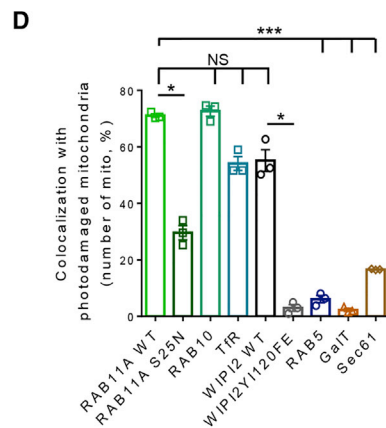 D
***
NS
*
*
Colocalization with
photodamaged mitochondria
(number of mito, %)
80
60
40
20
0
RAB11A WT
RAB11A S25N
RAB10
TfR
WIPI2 WT
WIPI2YI120FE
RAB5
GalT
Sec61